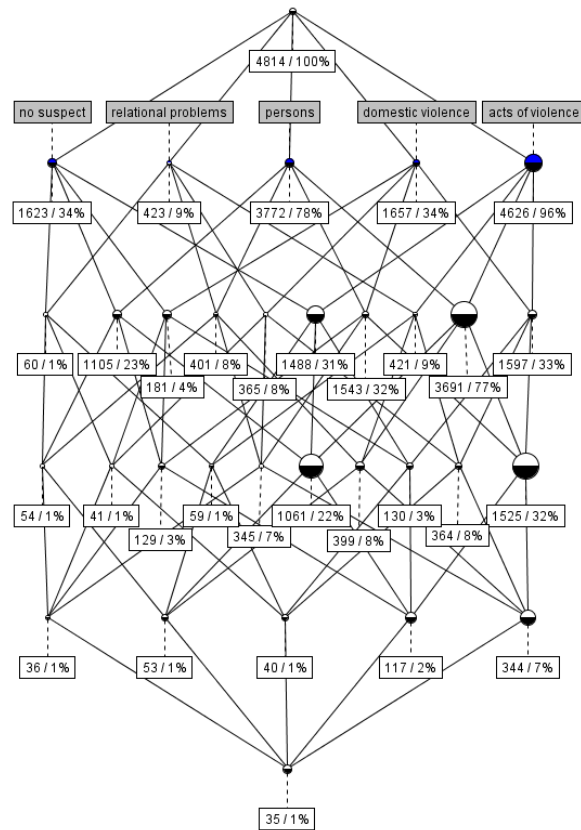 4814 / 100%
no suspect
relational problems
persons
domestic violence
acts of violence
1623 / 34%
423 / 9%
3772 / 78%
1657 / 34%
4626 / 96%
60 / 1%
1105 / 23%
181 / 4%
401 / 8%
365 / 8%
1488 / 31%
1543 / 32%
421 / 9%
3691 / 77%
1597 / 33%
54 / 1%
41 / 1%
129 / 3%
59 / 1%
345 / 7%
1061 / 22%
399 / 8%
130 / 3%
364 / 8%
1525 / 32%
36 / 1%
53 / 1%
40 / 1%
117 / 2%
344 / 7%
35 / 1%